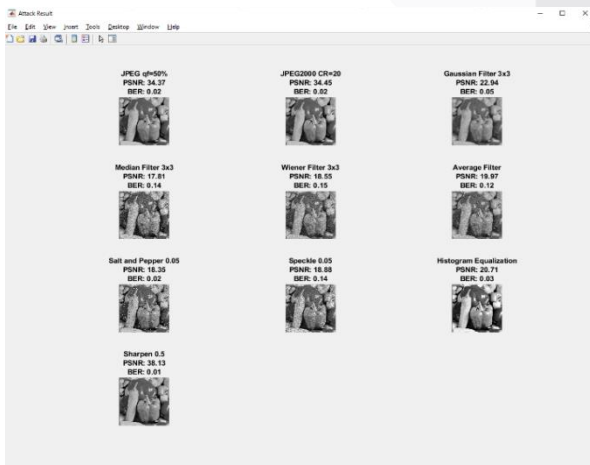 Attack Result
File Edit View Insert Tools Desktop Window Help
JPEG qf=50%
PSNR: 34.37
BER: 0.02
JPEG2000 CR=20
PSNR: 34.45
BER: 0.02
Gaussian Filter 3x3
PSNR: 22.94
BER: 0.05
Median Filter 3x3
PSNR: 17.81
BER: 0.14
Wiener Filter 3x3
PSNR: 18.55
BER: 0.15
Average Filter
PSNR: 19.97
BER: 0.12
Salt and Pepper 0.05
PSNR: 18.35
BER: 0.02
Speckle 0.05
PSNR: 18.88
BER: 0.14
Histogram Equalization
PSNR: 20.71
BER: 0.03
Sharpen 0.5
PSNR: 38.13
BER: 0.01